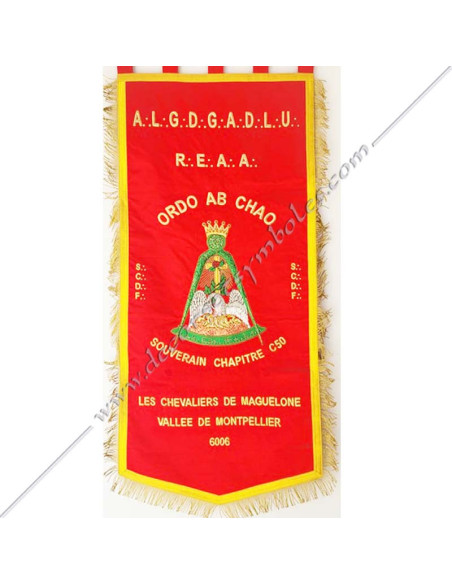 A∴L∴G∴D∴G∴A∴D∴L∴U∴
R∴E∴A∴A∴
ORDO AB CHAO
S∴
C∴
D∴
F∴
S∴
C∴
D∴
F∴
SOUVERAIN CHAPITRE C50
LES CHEVALIERS DE MAGUELONE
VALLEE DE MONTPELLIER
6006